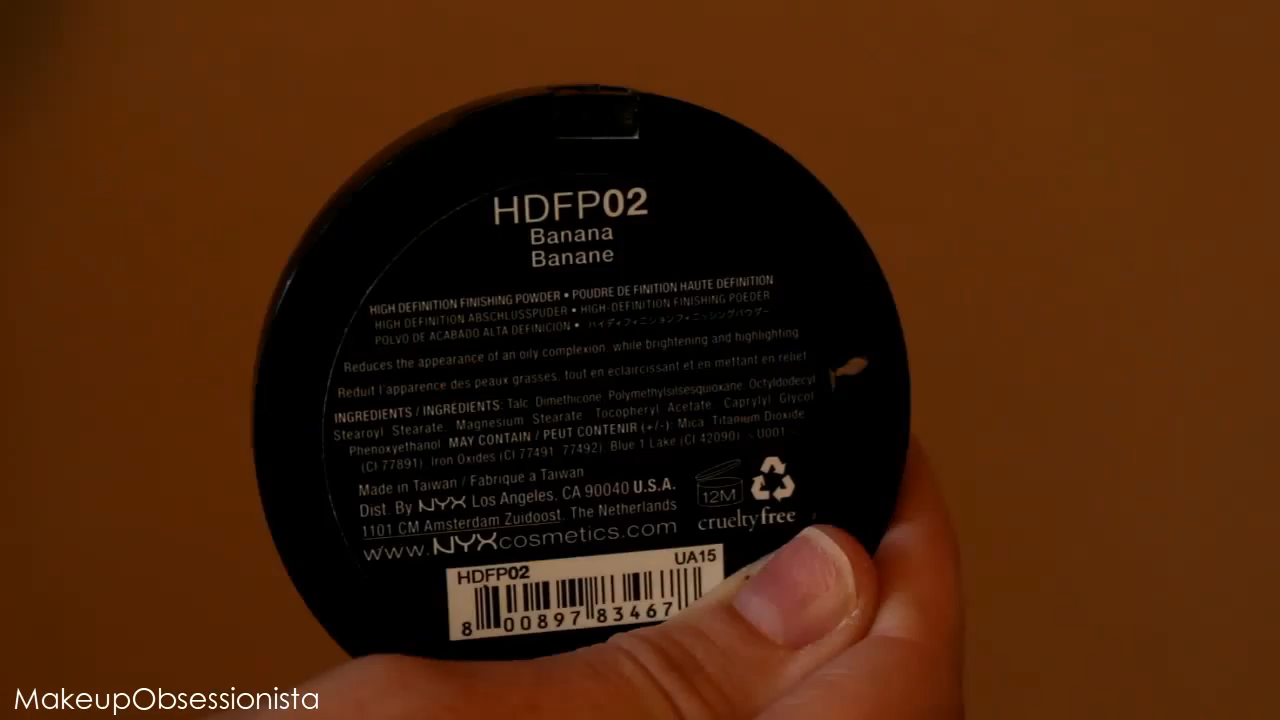 HDFP02
Banana
Banane
HIGH DEFINITION FINISHING POWDER • POUDRE DE FINITION HAUTE DEFINITION
HIGH DEFINITION ABSCHLUSSPUDER • HIGH-DEFINITION FINISHING POEDER
POLVO DE ACABADO ALTA DEFINICION • ハイディフィニションフィニッシングパウダー
Reduces the appearance of an oily complexion, while brightening and highlighting.
Reduit l'apparence des peaux grasses, tout en eclaircissant et en mettant en relief.
INGREDIENTS / INGRÉDIENTS: Talc, Dimethicone, Polymethylsilsesquioxane, Octyldodecyl
Stearoyl Stearate, Magnesium Stearate, Tocopheryl Acetate, Caprylyl Glycol,
Phenoxyethanol. MAY CONTAIN / PEUT CONTENIR (+/-): Mica, Titanium Dioxide
(CI 77891), Iron Oxides (CI 77491, 77492), Blue 1 Lake (CI 42090). - U001
Made in Taiwan / Fabrique a Taiwan
Dist. By NYX Los Angeles, CA 90040 U.S.A.
1101 CM Amsterdam Zuidoost, The Netherlands
www.NYXcosmetics.com
12M
crueltyfree
HDFP02 UA15
8 00897 83467
MakeupObsessionista